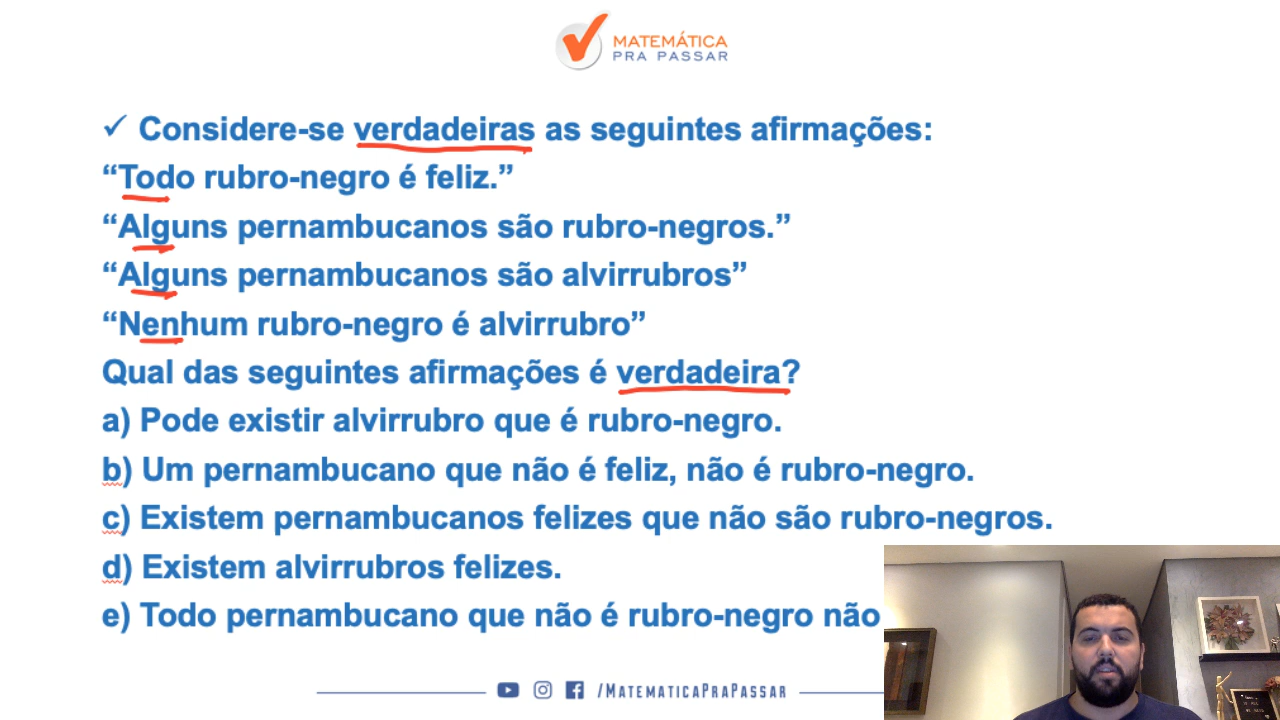 MATEMÁTICA
PRA PASSAR
✓ Considere-se verdadeiras as seguintes afirmações:
“Todo rubro-negro é feliz.”
“Alguns pernambucanos são rubro-negros.”
“Alguns pernambucanos são alvirrubros”
“Nenhum rubro-negro é alvirrubro”
Qual das seguintes afirmações é verdadeira?
a) Pode existir alvirrubro que é rubro-negro.
b) Um pernambucano que não é feliz, não é rubro-negro.
c) Existem pernambucanos felizes que não são rubro-negros.
d) Existem alvirrubros felizes.
e) Todo pernambucano que não é rubro-negro não
/MATEMATICAPRAPASSAR